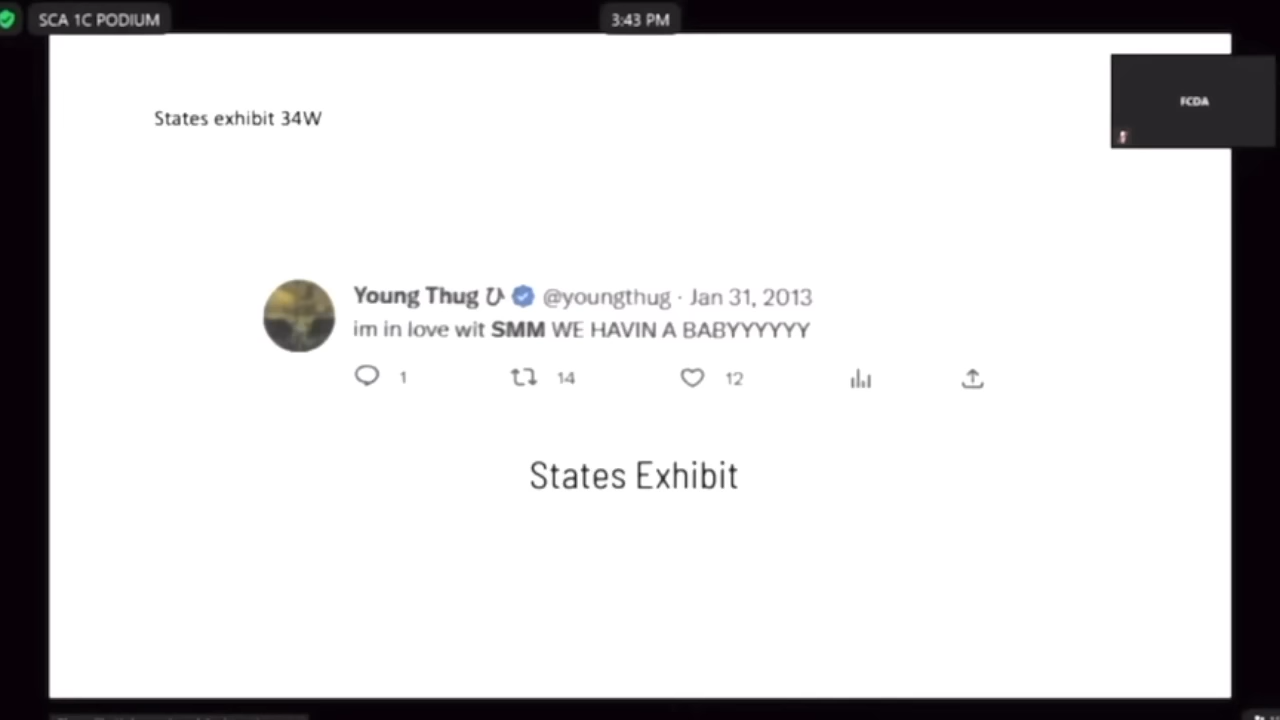 SCA 1C PODIUM
3:43 PM
FCDA
States exhibit 34W
Young Thug ひ @youngthug · Jan 31, 2013
im in love wit SMM WE HAVIN A BABYYYYYY
1 14 12
States Exhibit